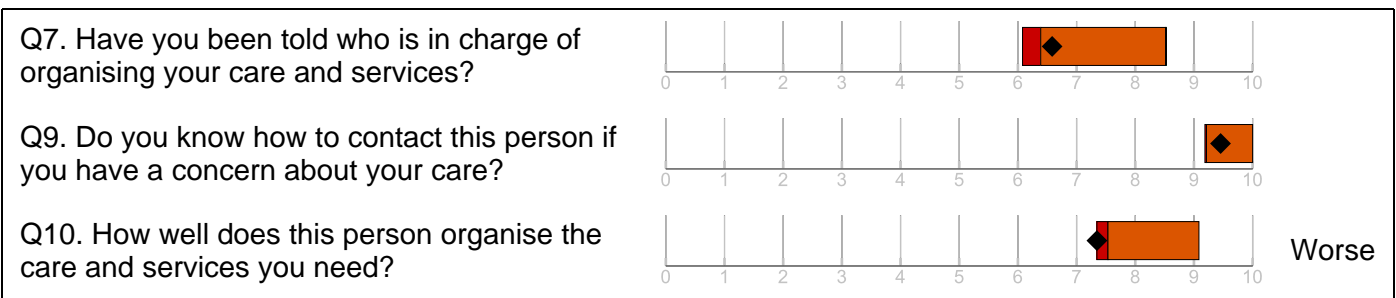 Q7. Have you been told who is in charge of
organising your care and services?
0 1 2 3 4 5 6 7 8 9 10
Q9. Do you know how to contact this person if
you have a concern about your care?
0 1 2 3 4 5 6 7 8 9 10
Q10. How well does this person organise the
care and services you need?
Worse
0 1 2 3 4 5 6 7 8 9 10